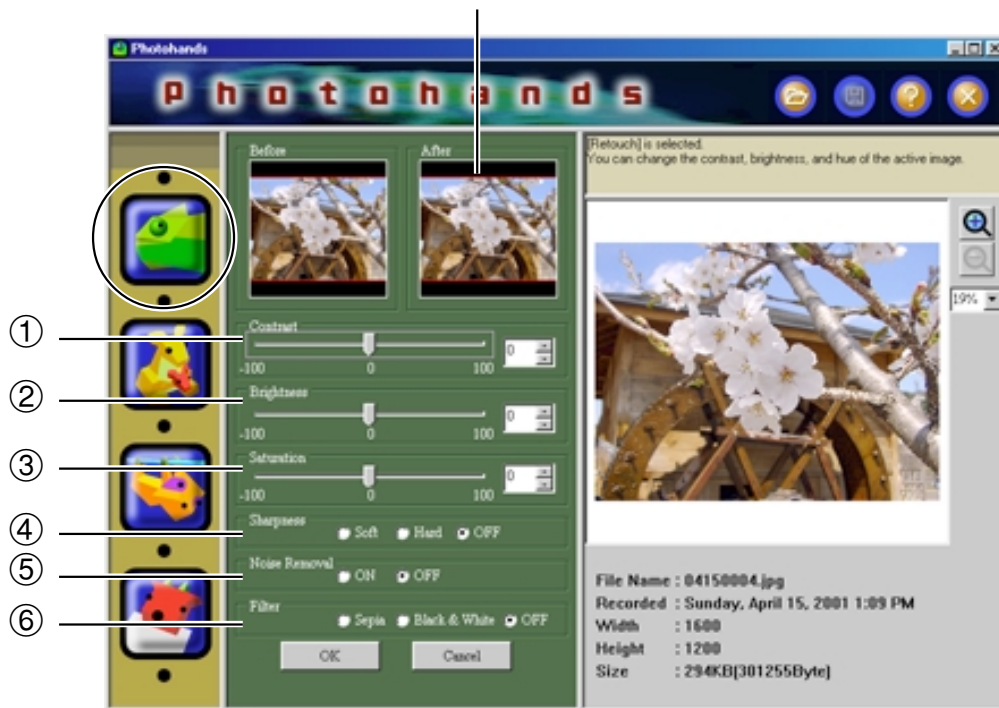 Photohands
Photohands
Before
After
[Retouch] is selected.
You can change the contrast, brightness, and hue of the active image.
19%
①
Contrast
-100 0 100
0
②
Brightness
-100 0 100
0
③
Saturation
-100 0 100
0
④
Sharpness
Soft Hard OFF
⑤
Noise Removal
ON OFF
⑥
Filter
Sepia Black & White OFF
OK Cancel
File Name : 04150004.jpg
Recorded : Sunday, April 15, 2001 1:09 PM
Width : 1600
Height : 1200
Size : 294KB(301255Byte)